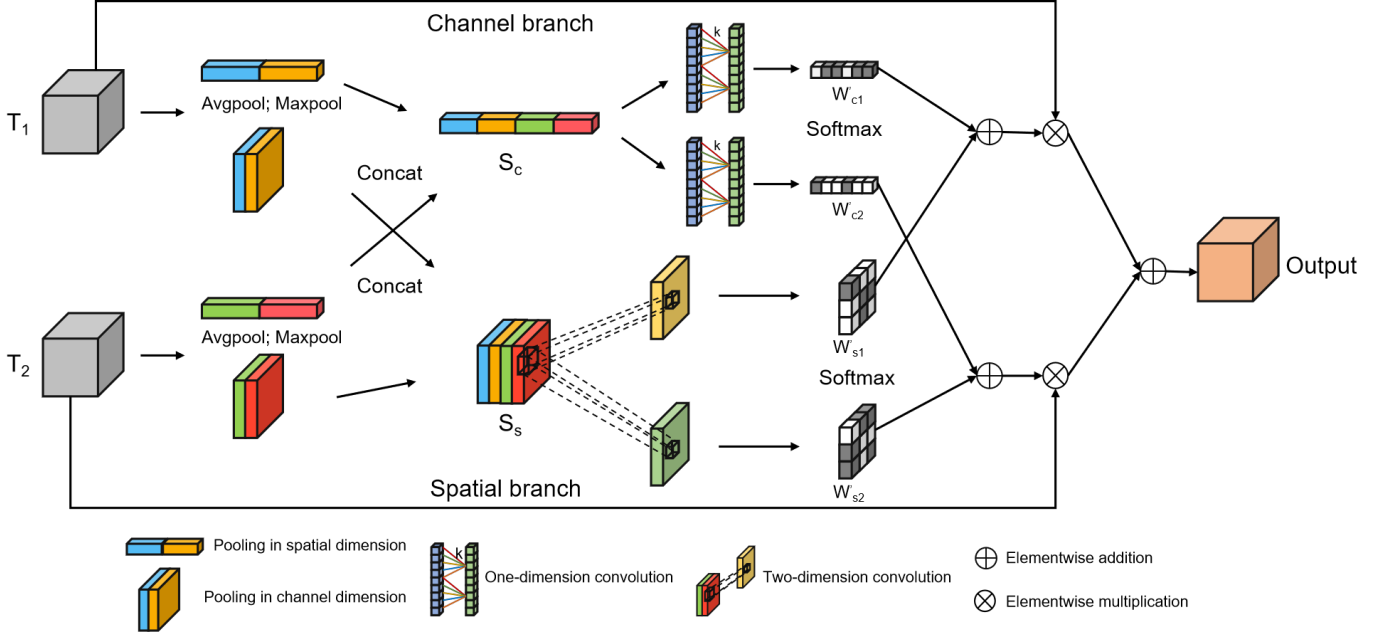 Channel branch
T1
Avgpool; Maxpool
Concat
Sc
k
k
W'c1
Softmax
W'c2
Concat
T2
Avgpool; Maxpool
Ss
W's1
Softmax
W's2
Output
Spatial branch
Pooling in spatial dimension
Pooling in channel dimension
k
One-dimension convolution
Two-dimension convolution
Elementwise addition
Elementwise multiplication